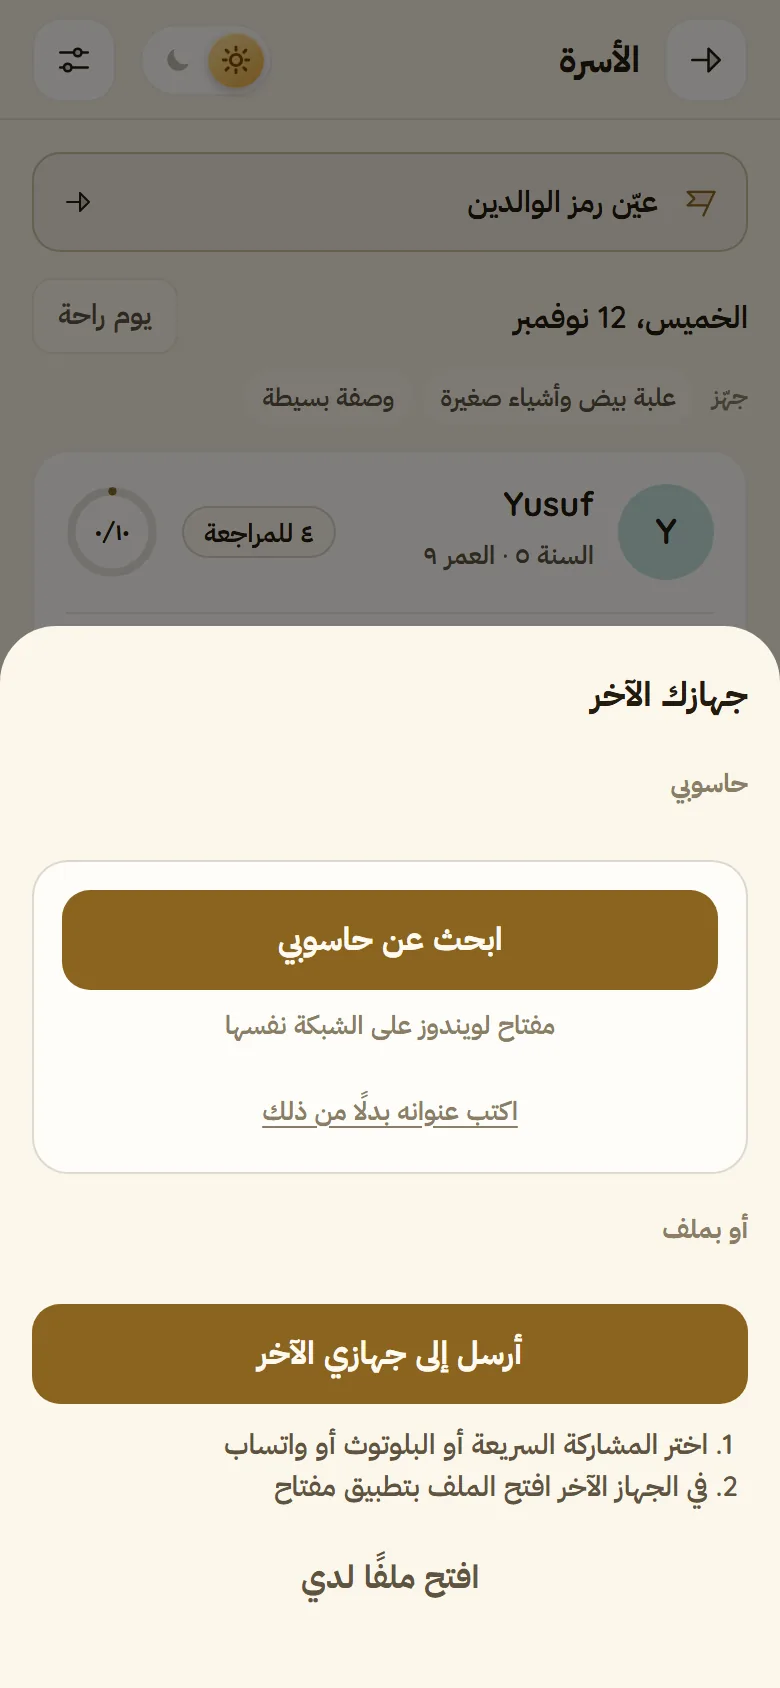 الأسرة
عيّن رمز الوالدين
الخميس، 12 نوفمبر
يوم راحة
جهّز
علبة بيض وأشياء صغيرة
وصفة بسيطة
Y
Yusuf
السنة ٥ · العمر ٩
٤ للمراجعة
٠/١٠
جهازك الآخر
حاسوبي
ابحث عن حاسوبي
مفتاح لويندوز على الشبكة نفسها
اكتب عنوانه بدلًا من ذلك
أو بملف
أرسل إلى جهازي الآخر
1. اختر المشاركة السريعة أو البلوتوث أو واتساب
2. في الجهاز الآخر افتح الملف بتطبيق مفتاح
افتح ملفًا لدي